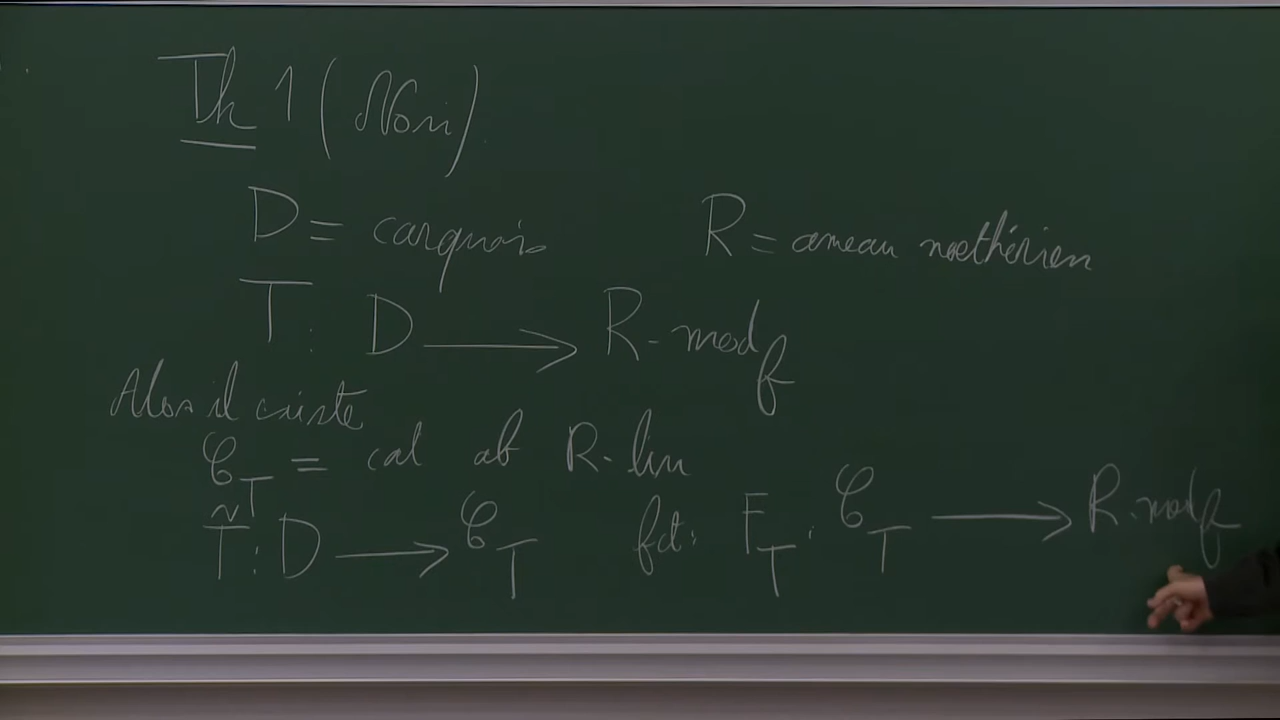 Th 1 (Nori)
D = carquois R = anneau noethérien
T : D ⟶ R-mod_f
Alors il existe
𝒞_T = cat ab R-lin
T̃ : D ⟶ 𝒞_T fct: F_T : 𝒞_T ⟶ R-mod_f